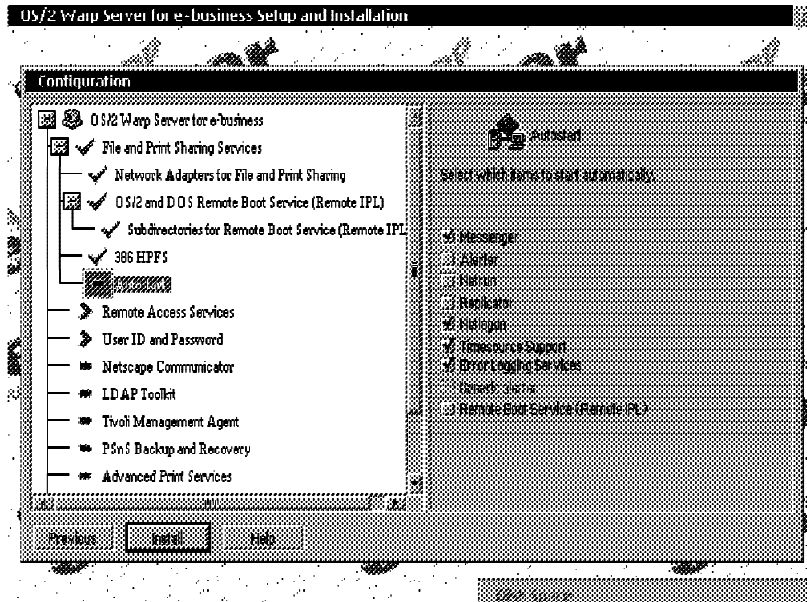 OS/2 Warp Server for e-business Setup and Installation
Configuration
OS/2 Warp Server for e-business
File and Print Sharing Services
Network Adapters for File and Print Sharing
OS/2 and DOS Remote Boot Service (Remote IPL)
Subdirectories for Remote Boot Service (Remote IPL
386 HPFS
Remote Access Services
User ID and Password
Netscape Communicator
LDAP Toolkit
Tivoli Management Agent
PSnS Backup and Recovery
Advanced Print Services
Autostart
Select which items to start automatically.
Messenger
Alerter
Netrun
Replicator
Netlogon
Timesource Support
Error Logging Services
Generic alerter
Remote Boot Service (Remote IPL)
Previous
Install
Help
Disk Space